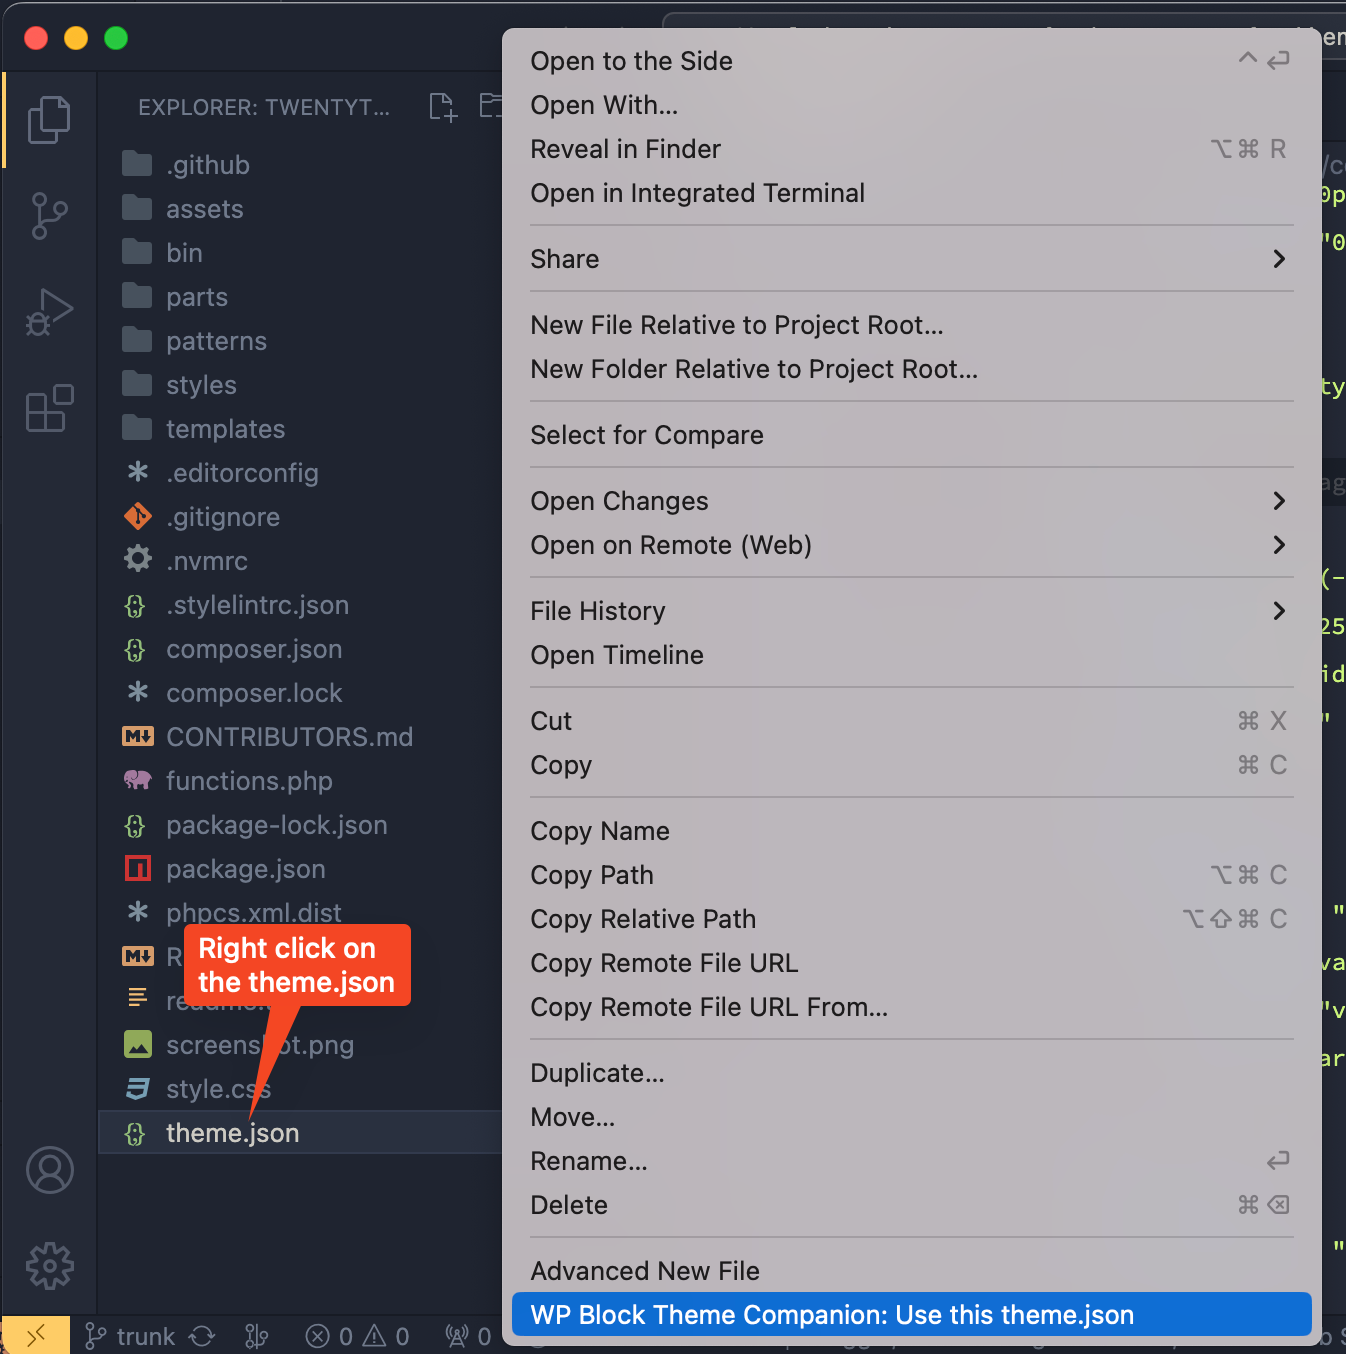 EXPLORER: TWENTYT...
.github
assets
bin
parts
patterns
styles
templates
.editorconfig
.gitignore
.nvmrc
.stylelintrc.json
composer.json
composer.lock
CONTRIBUTORS.md
functions.php
package-lock.json
package.json
phpcs.xml.dist
Right click on
the theme.json
screenshot.png
style.css
theme.json
trunk
0
0
0
Open to the Side
Open With...
Reveal in Finder ⌥⌘ R
Open in Integrated Terminal
Share
New File Relative to Project Root...
New Folder Relative to Project Root...
Select for Compare
Open Changes
Open on Remote (Web)
File History
Open Timeline
Cut ⌘ X
Copy ⌘ C
Copy Name
Copy Path ⌥⌘ C
Copy Relative Path ⌥⇧⌘ C
Copy Remote File URL
Copy Remote File URL From...
Duplicate...
Move...
Rename...
Delete ⌘ ⌫
Advanced New File
WP Block Theme Companion: Use this theme.json